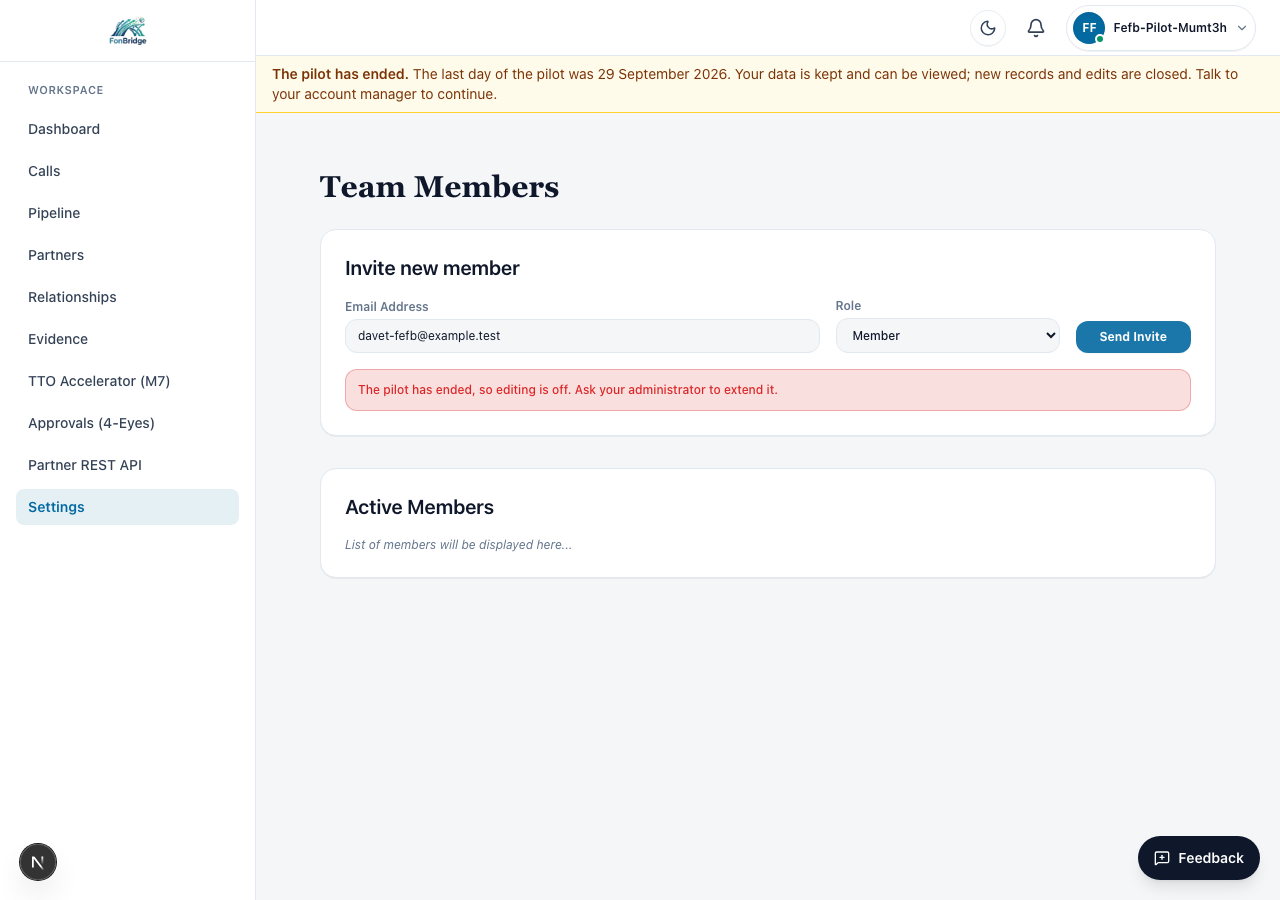 FonBridge
FF
Fefb-Pilot-Mumt3h
The pilot has ended. The last day of the pilot was 29 September 2026. Your data is kept and can be viewed; new records and edits are closed. Talk to
your account manager to continue.
WORKSPACE
Dashboard
Calls
Pipeline
Partners
Relationships
Evidence
TTO Accelerator (M7)
Approvals (4-Eyes)
Partner REST API
Settings
Team Members
Invite new member
Email Address
Role
davet-fefb@example.test
Member
Send Invite
The pilot has ended, so editing is off. Ask your administrator to extend it.
Active Members
List of members will be displayed here...
N
Feedback